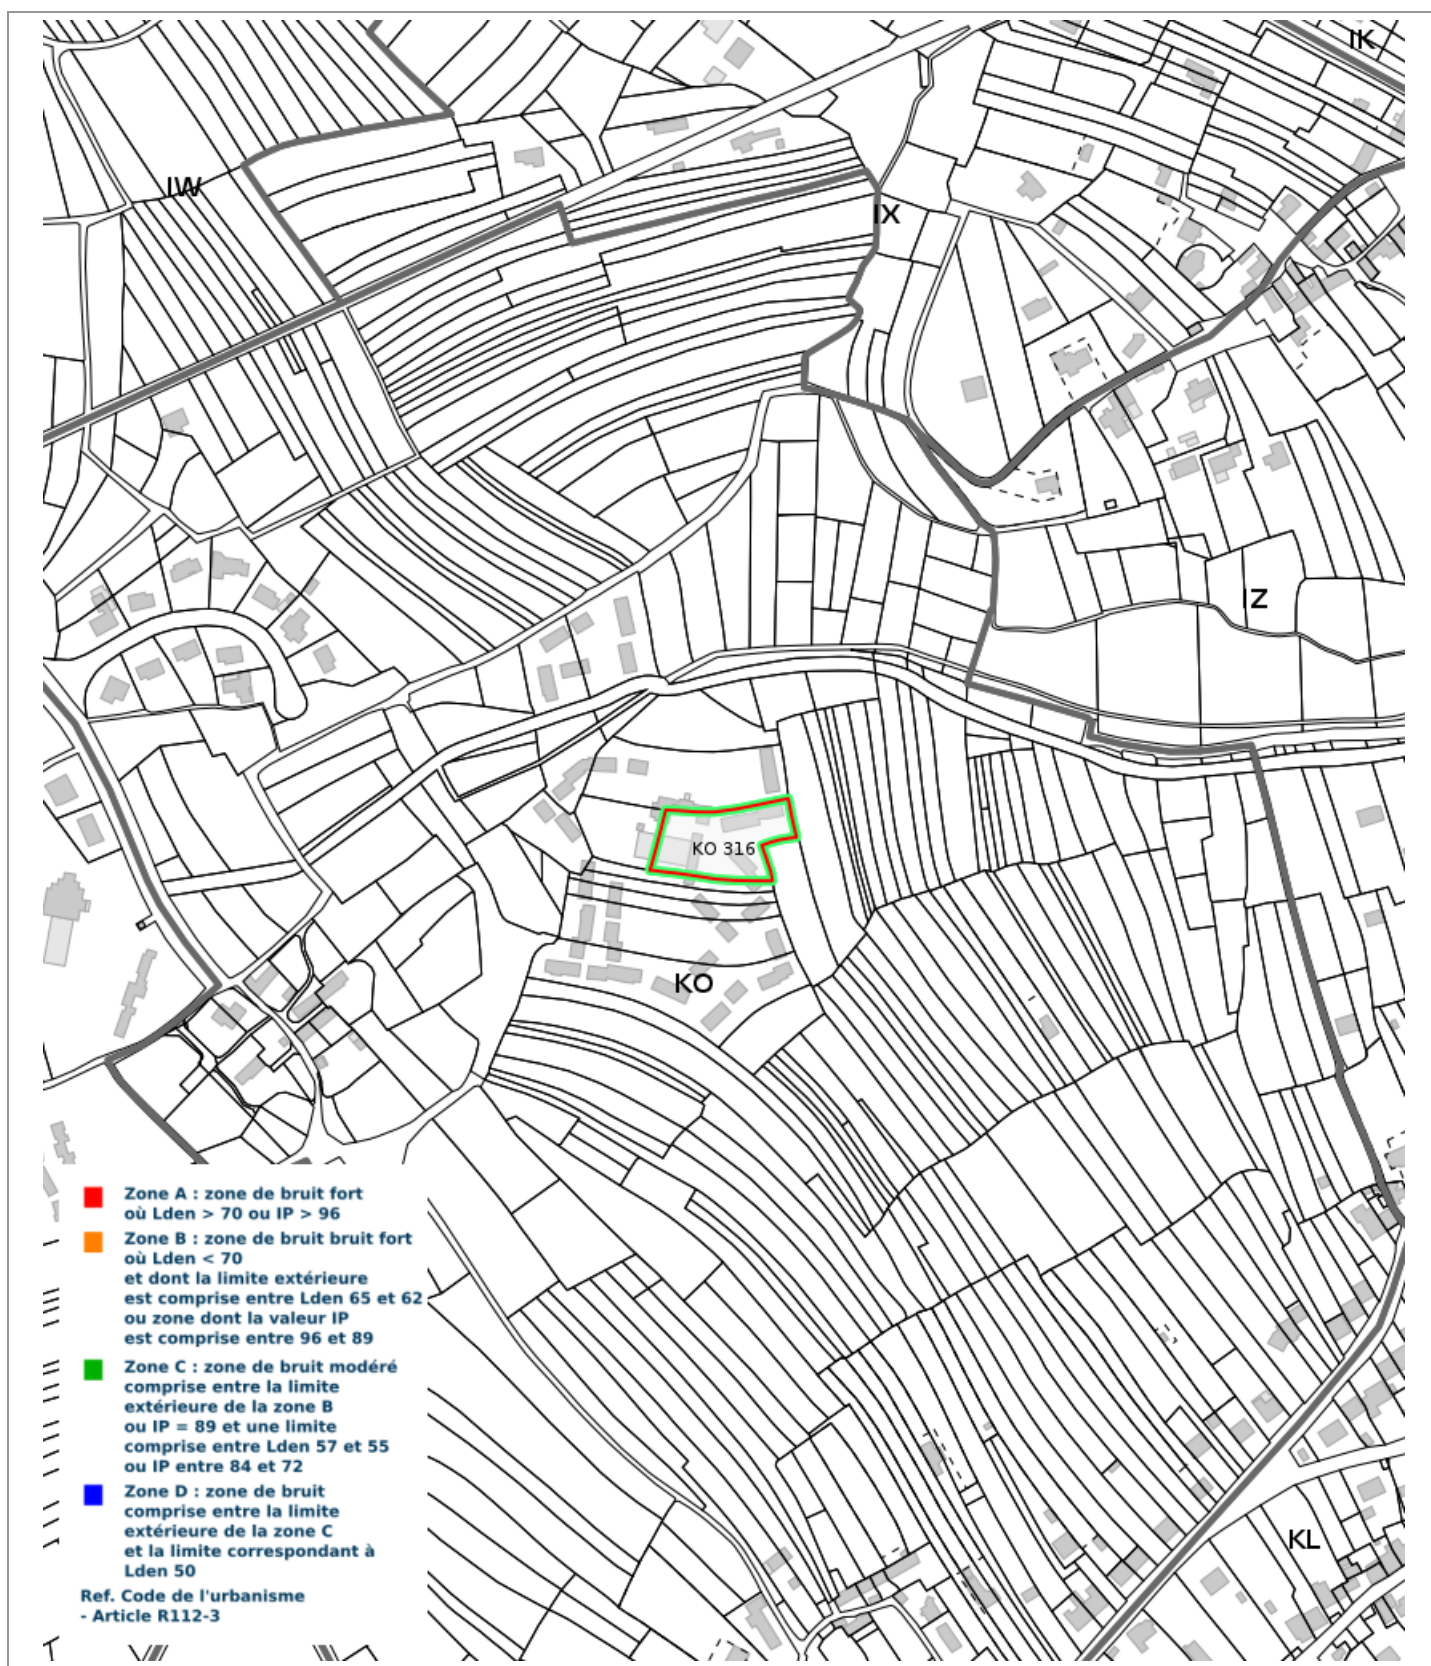 IK
IW
IX
IZ
KO 316
KO
Zone A : zone de bruit fort
où Lden > 70 ou IP > 96
Zone B : zone de bruit bruit fort
où Lden < 70
et dont la limite extérieure
est comprise entre Lden 65 et 62
ou zone dont la valeur IP
est comprise entre 96 et 89
Zone C : zone de bruit modéré
comprise entre la limite
extérieure de la zone B
ou IP = 89 et une limite
comprise entre Lden 57 et 55
ou IP entre 84 et 72
Zone D : zone de bruit
comprise entre la limite
extérieure de la zone C
et la limite correspondant à
Lden 50
Ref. Code de l'urbanisme
- Article R112-3
KL